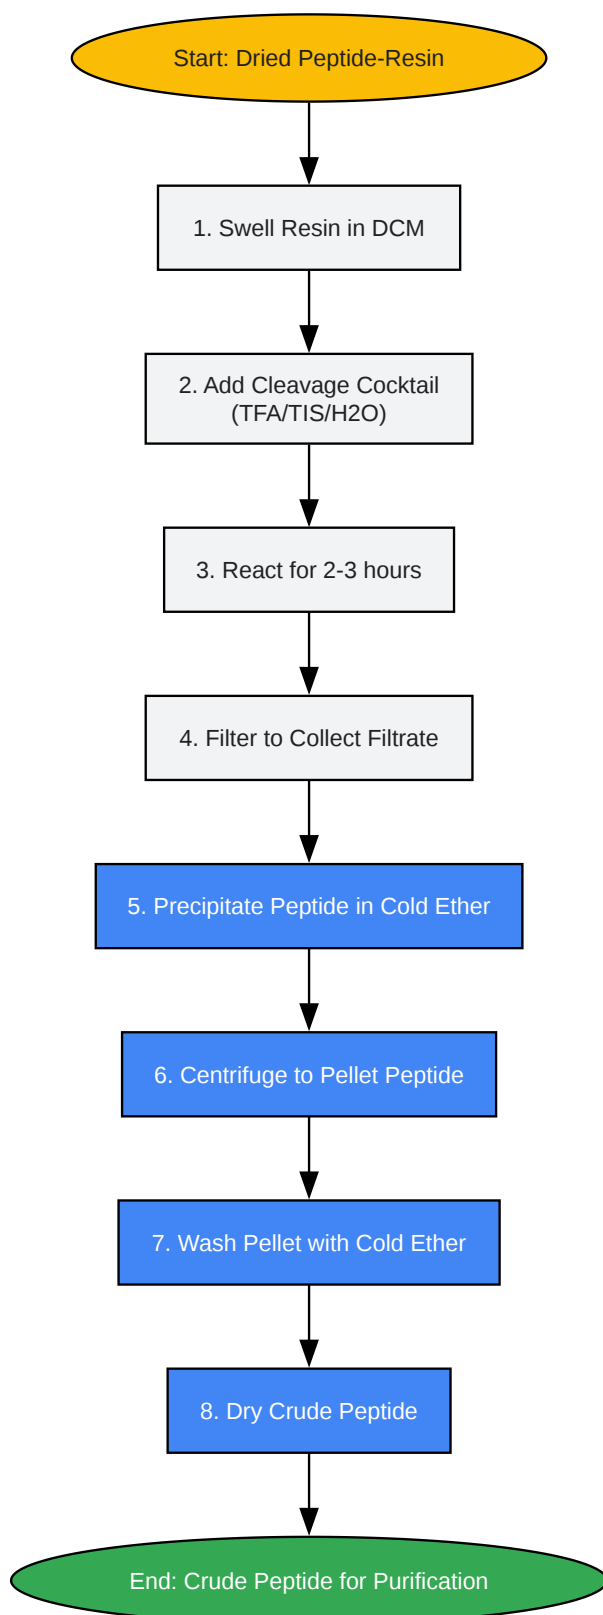 Start: Dried Peptide-Resin
1. Swell Resin in DCM
2. Add Cleavage Cocktail
(TFA/TIS/H2O)
3. React for 2-3 hours
4. Filter to Collect Filtrate
5. Precipitate Peptide in Cold Ether
6. Centrifuge to Pellet Peptide
7. Wash Pellet with Cold Ether
8. Dry Crude Peptide
End: Crude Peptide for Purification